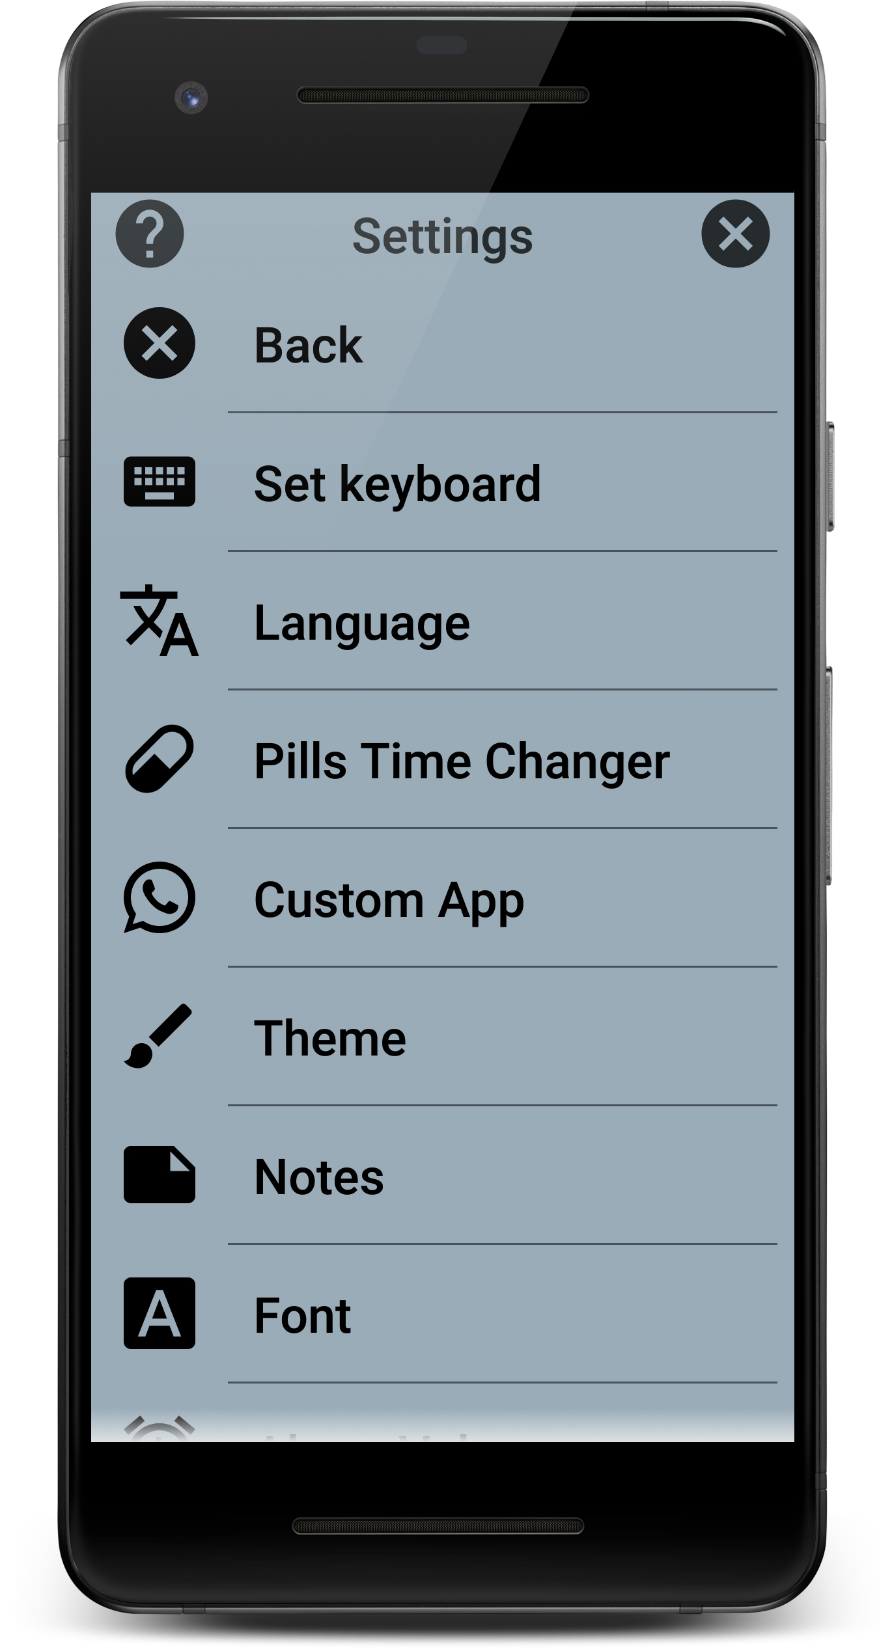 Settings
Back
Set keyboard
Language
Pills Time Changer
Custom App
Theme
Notes
Font